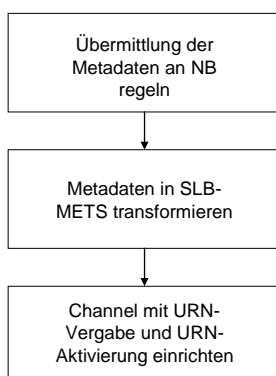 Übermittlung der
Metadaten an NB
regeln
Metadaten in SLB-
METS transformieren
Channel mit URN-
Vergabe und URN-
Aktivierung einrichten